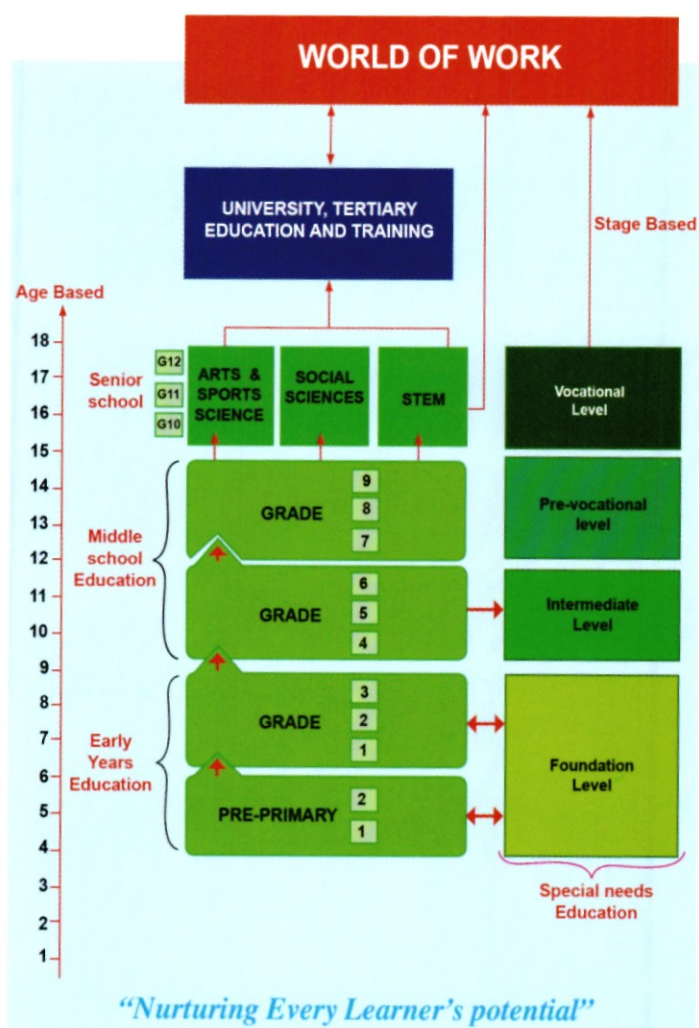 WORLD OF WORK
UNIVERSITY, TERTIARY
EDUCATION AND TRAINING
Stage Based
Age Based
18
17
16
15
14
13
12
11
10
9
8
7
6
5
4
3
2
1
Senior
school
G12
G11
G10
ARTS &
SPORTS
SCIENCE
SOCIAL
SCIENCES
STEM
Vocational
Level
Middle
school
Education
GRADE
9
8
7
Pre-vocational
level
GRADE
6
5
4
Intermediate
Level
Early
Years
Education
GRADE
3
2
1
PRE-PRIMARY
2
1
Foundation
Level
Special needs
Education
“Nurturing Every Learner’s potential”